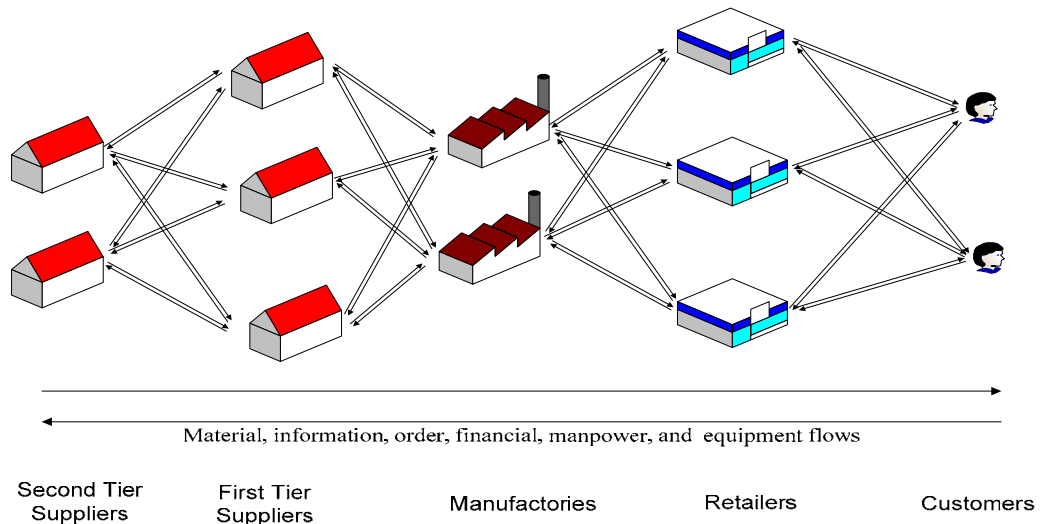 Material, information, order, financial, manpower, and equipment flows
Second Tier
Suppliers
First Tier
Suppliers
Manufactories
Retailers
Customers